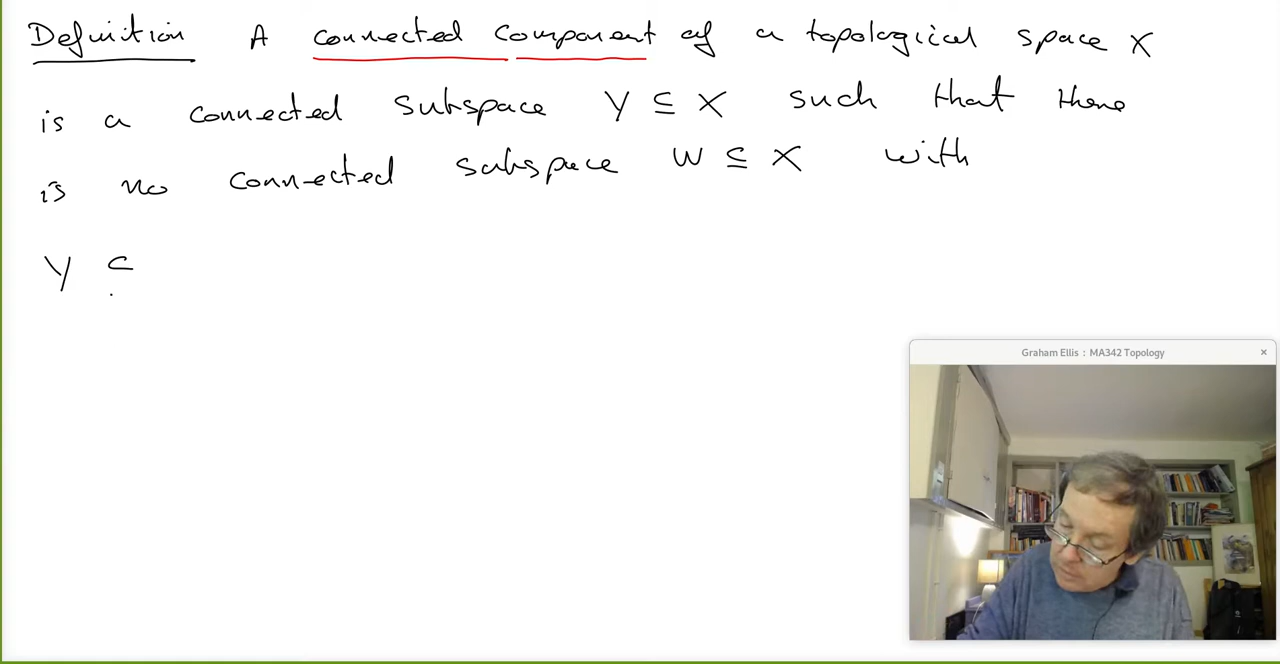 Definition A connected component of a topological space X
is a connected subspace Y ⊆ X such that there
is no connected subspace W ⊆ X with
Y ⊂
Graham Ellis : MA342 Topology ×